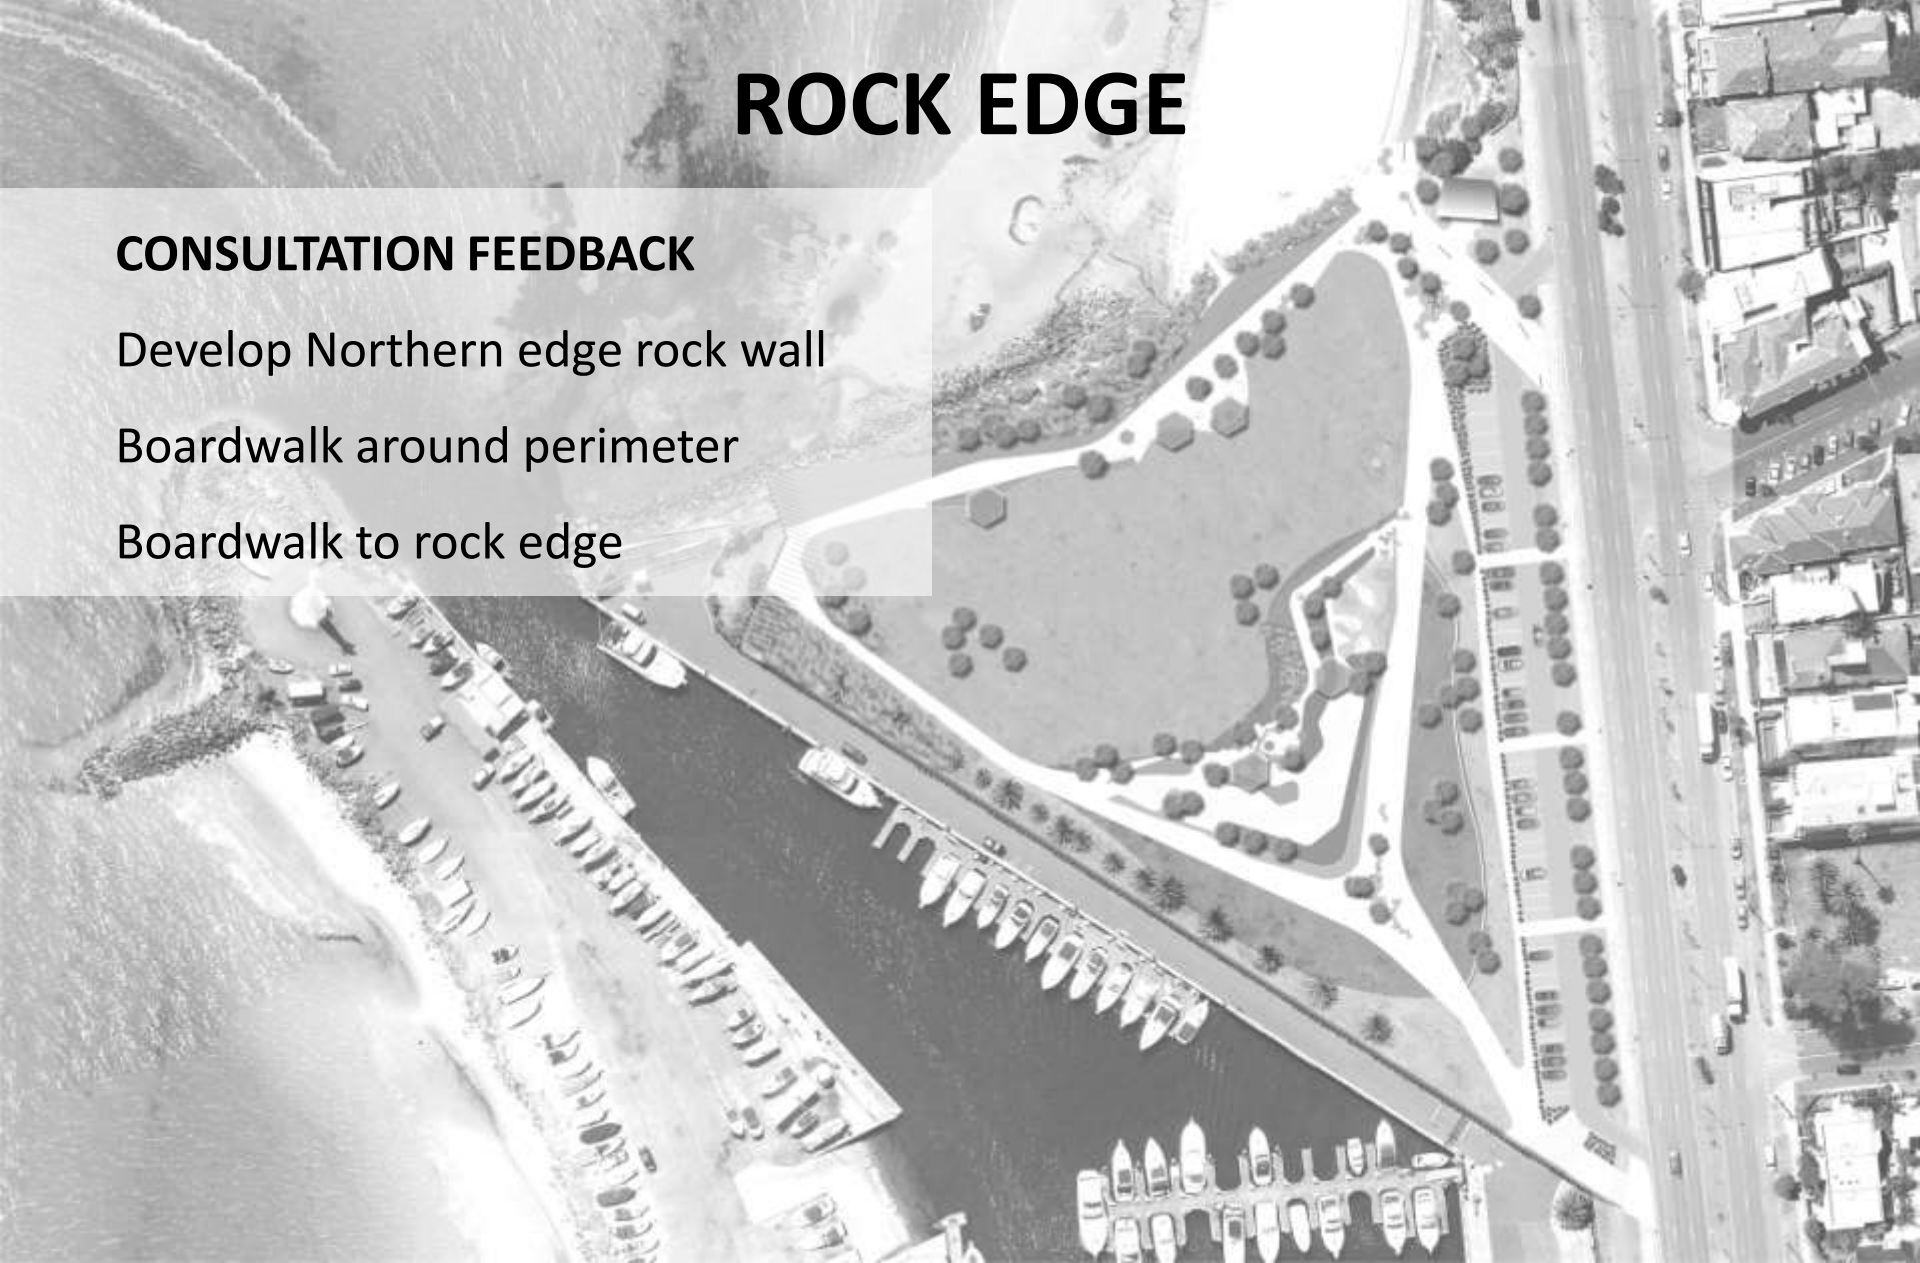 ROCK EDGE
CONSULTATION FEEDBACK
Develop Northern edge rock wall
Boardwalk around perimeter
Boardwalk to rock edge